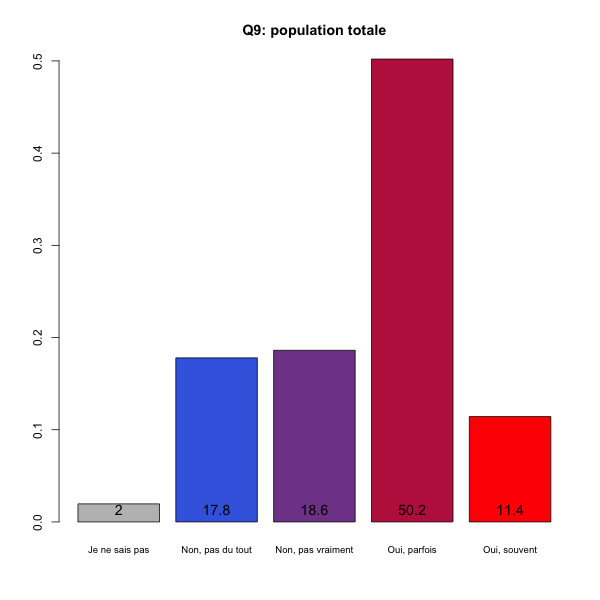 Q9: population totale
0.5
0.4
0.3
0.2
0.1
0.0
2 17.8 18.6 50.2 11.4
Je ne sais pas Non, pas du tout Non, pas vraiment Oui, parfois Oui, souvent